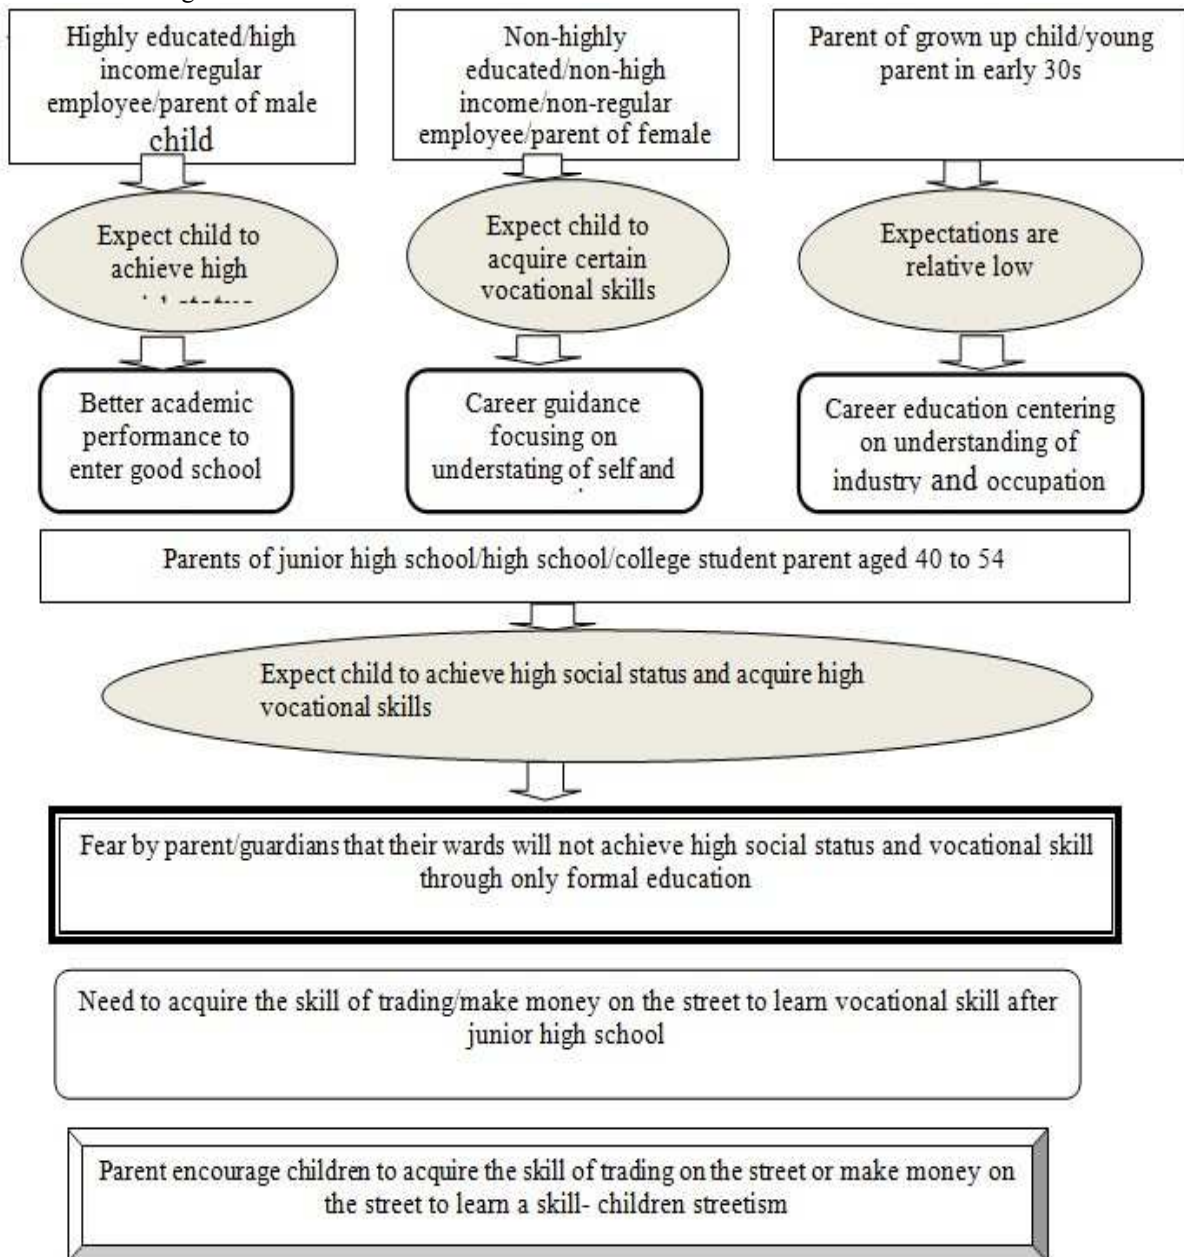 Highly educated/high
income/regular
employee/parent of male
child
Non-highly
educated/non-high
income/non-regular
employee/parent of female
Parent of grown up child/young
parent in early 30s
Expect child to
achieve high
Expect child to
acquire certain
vocational skills
Expectations are
relative low
Better academic
performance to
enter good school
Career guidance
focusing on
understating of self and
Career education centering
on understanding of
industry and occupation
Parents of junior high school/high school/college student parent aged 40 to 54
Expect child to achieve high social status and acquire high
vocational skills
Fear by parent/guardians that their wards will not achieve high social status and vocational skill
through only formal education
Need to acquire the skill of trading/make money on the street to learn vocational skill after
junior high school
Parent encourage children to acquire the skill of trading on the street or make money on
the street to learn a skill- children streetism